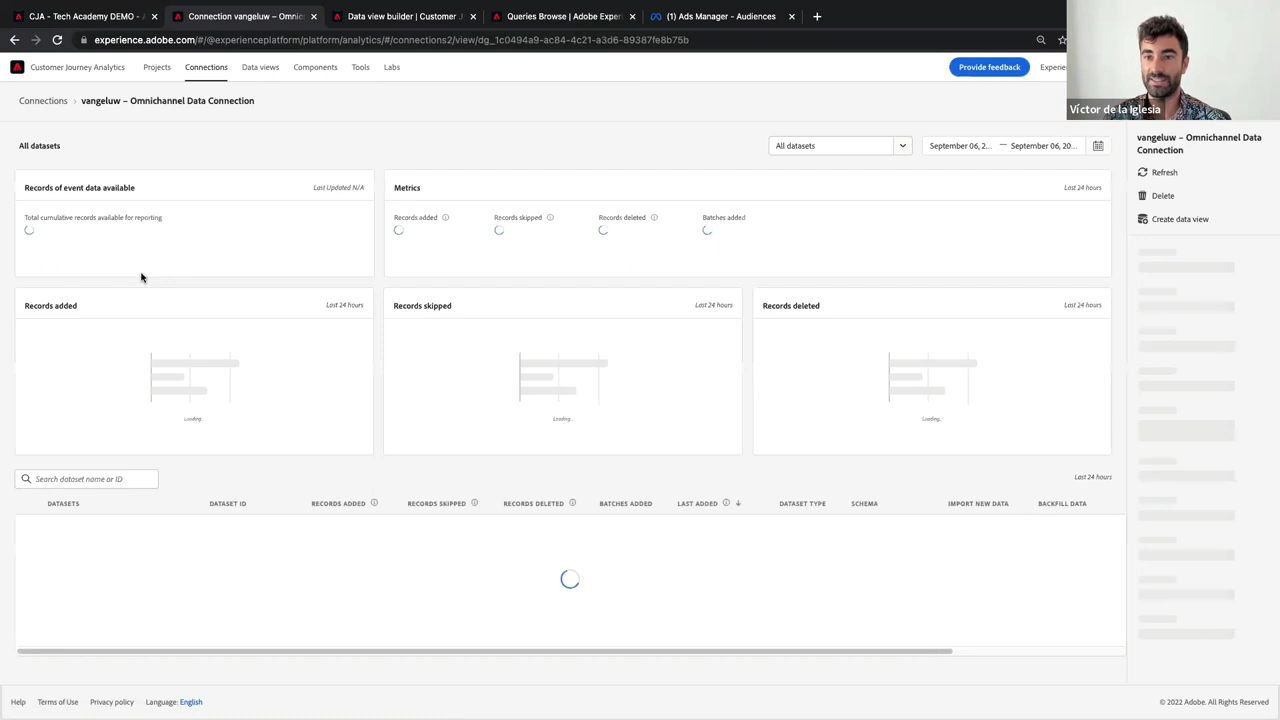 CJA - Tech Academy DEMO - A
Connection vangeluw – Omnic
Data view builder | Customer J
Queries Browse | Adobe Exper
(1) Ads Manager - Audiences
experience.adobe.com/#/@experienceplatform/platform/analytics/#/connections2/view/dg_1c0494a9-ac84-4c21-a3d6-89387fe8b75b
Customer Journey Analytics
Projects
Connections
Data views
Components
Tools
Labs
Provide feedback
Experie
Víctor de la Iglesia
Connections › vangeluw – Omnichannel Data Connection
All datasets
All datasets
September 06, 2... — September 06, 20...
vangeluw – Omnichannel Data
Connection
Refresh
Delete
Create data view
Records of event data available
Last Updated N/A
Total cumulative records available for reporting
Metrics
Last 24 hours
Records added
Records skipped
Records deleted
Batches added
Records added
Last 24 hours
Loading.
Records skipped
Last 24 hours
Loading..
Records deleted
Last 24 hours
Loading...
Search dataset name or ID
Last 24 hours
DATASETS
DATASET ID
RECORDS ADDED
RECORDS SKIPPED
RECORDS DELETED
BATCHES ADDED
LAST ADDED
DATASET TYPE
SCHEMA
IMPORT NEW DATA
BACKFILL DATA
Help
Terms of Use
Privacy policy
Language: English
© 2022 Adobe. All Rights Reserved